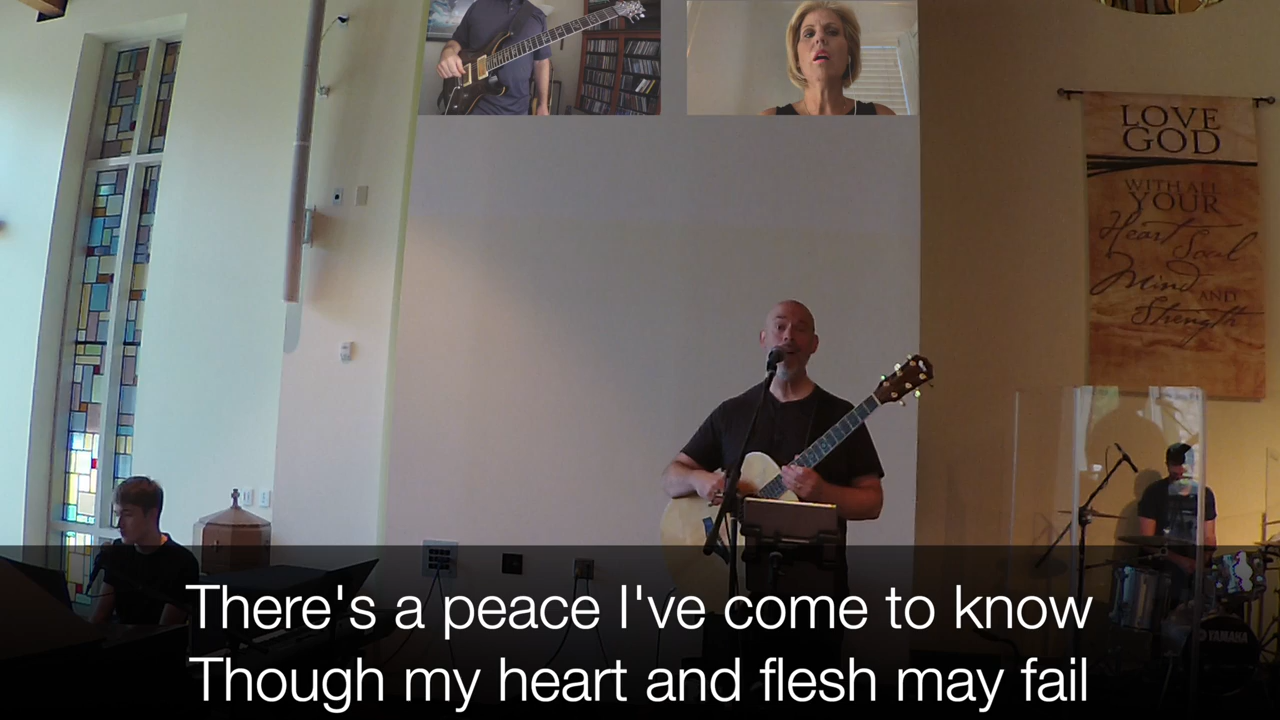 LOVE
GOD
WITH ALL
YOUR
Heart Soul
Mind AND
Strength
YAMAHA
There's a peace I've come to know
Though my heart and flesh may fail